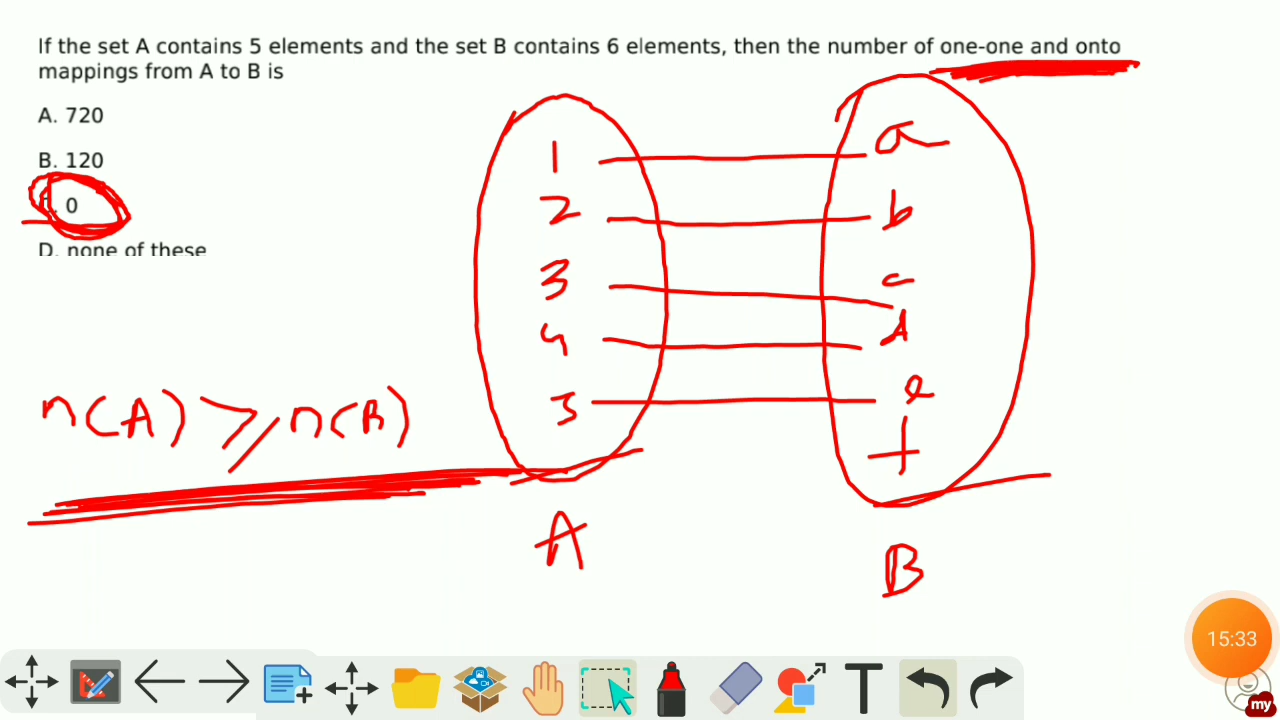 If the set A contains 5 elements and the set B contains 6 elements, then the number of one-one and onto
mappings from A to B is
A. 720
B. 120
0
D. none of these
1
2
3
4
5
A
a
b
c
d
e
f
B
n(A) ⩾ n(B)
15:33
T
my